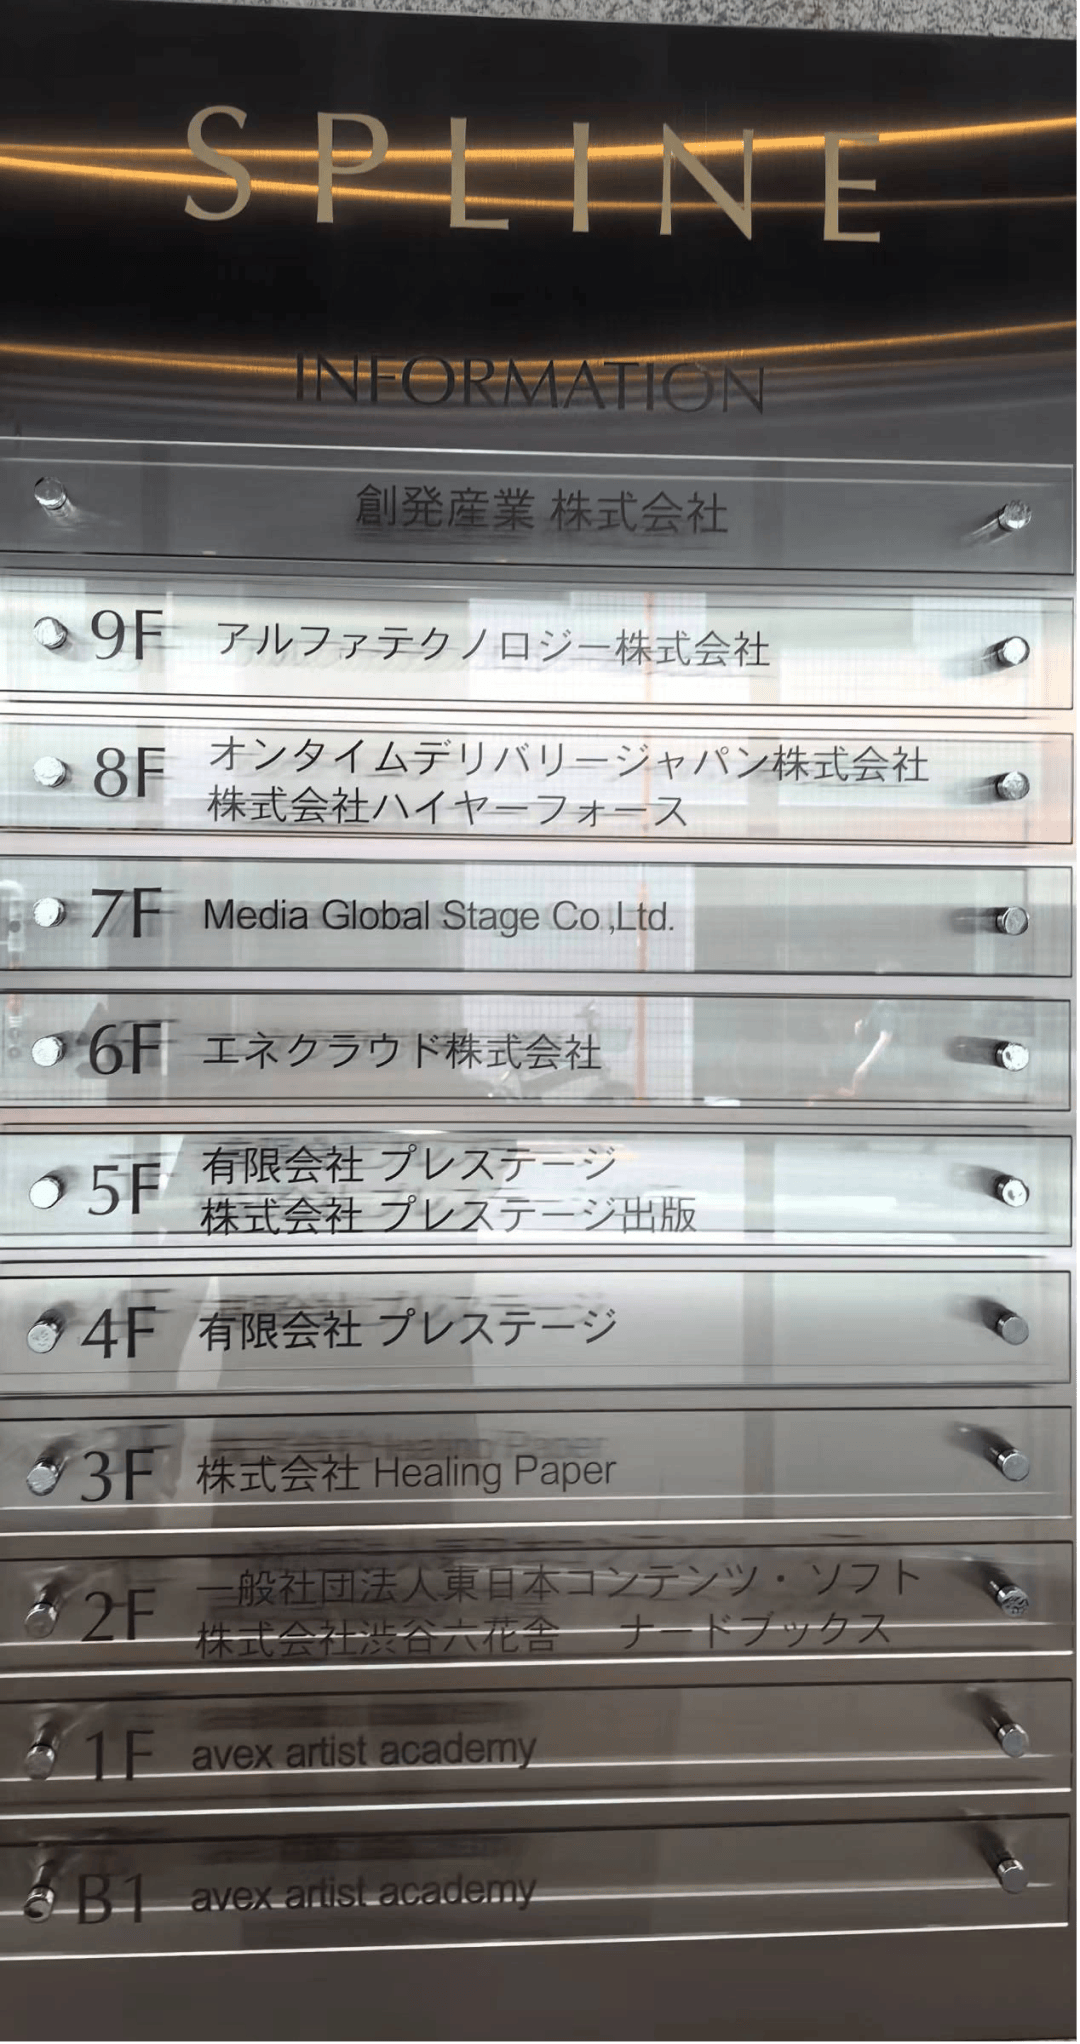 SPLINE
INFORMATION
創発産業 株式会社
9F アルファテクノロジー株式会社
8F オンタイムデリバリージャパン株式会社
株式会社ハイヤーフォース
7F Media Global Stage Co.,Ltd.
6F エネクラウド株式会社
5F 有限会社 プレステージ
株式会社 プレステージ出版
4F 有限会社 プレステージ
3F 株式会社 Healing Paper
2F 一般社団法人東日本コンテンツ・ソフト
株式会社渋谷六花舎 ナードブックス
1F avex artist academy
B1 avex artist academy